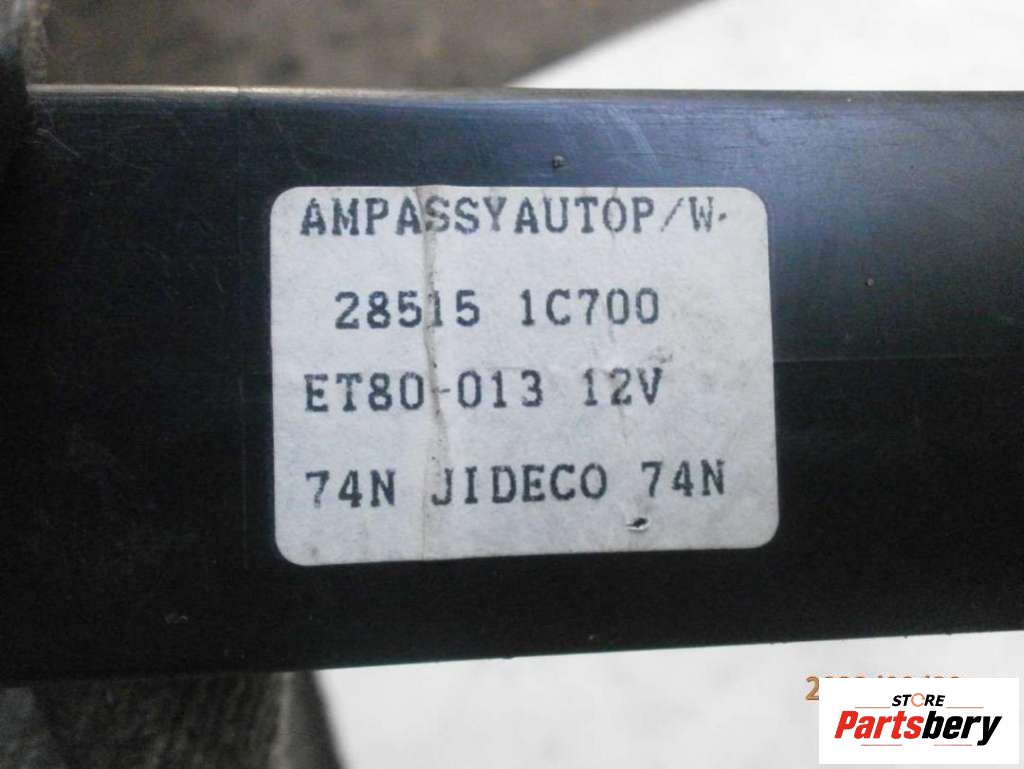 AMPASSYAUTOP/W.
28515 1C700
ET80-013 12V
74N JIDECO 74N
STORE
Partsbery